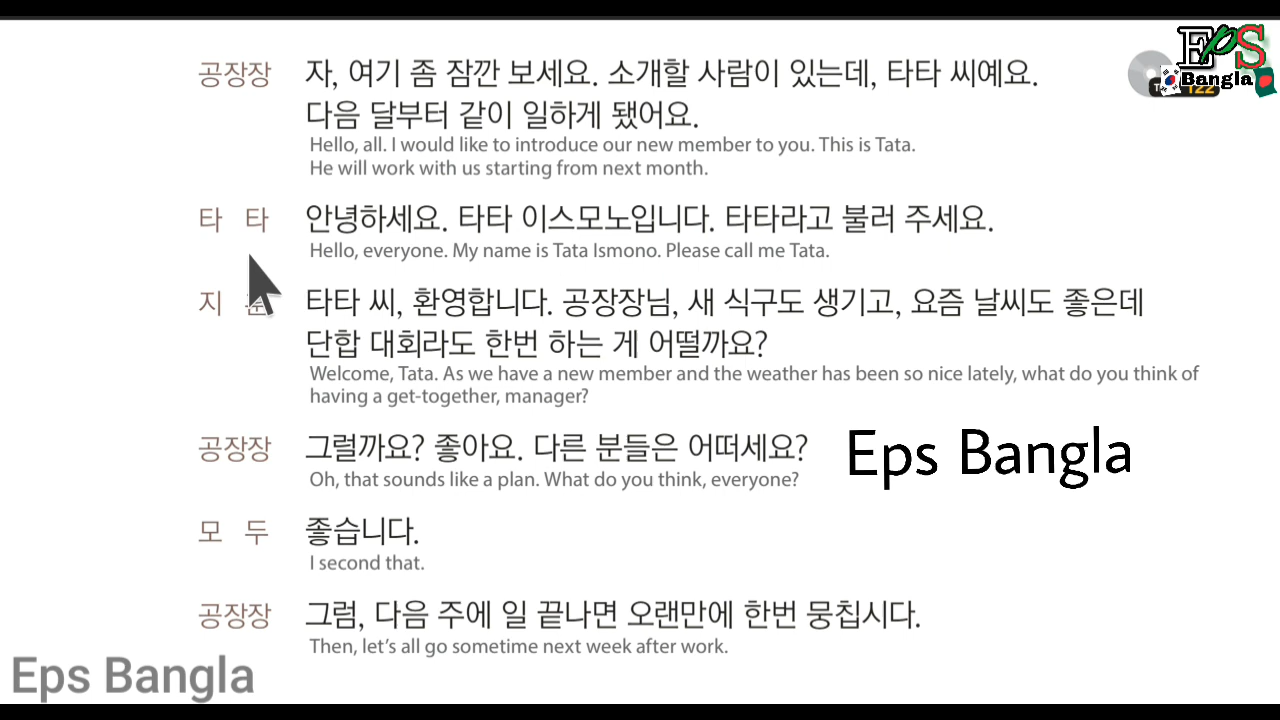 공장장 자, 여기 좀 잠깐 보세요. 소개할 사람이 있는데, 타타 씨예요.
다음 달부터 같이 일하게 됐어요.
Hello, all. I would like to introduce our new member to you. This is Tata.
He will work with us starting from next month.
타 타 안녕하세요. 타타 이스모노입니다. 타타라고 불러 주세요.
Hello, everyone. My name is Tata Ismono. Please call me Tata.
지 타타 씨, 환영합니다. 공장장님, 새 식구도 생기고, 요즘 날씨도 좋은데
단합 대회라도 한번 하는 게 어떨까요?
Welcome, Tata. As we have a new member and the weather has been so nice lately, what do you think of
having a get-together, manager?
공장장 그럴까요? 좋아요. 다른 분들은 어떠세요?
Oh, that sounds like a plan. What do you think, everyone?
Eps Bangla
모 두 좋습니다.
I second that.
공장장 그럼, 다음 주에 일 끝나면 오랜만에 한번 뭉칩시다.
Then, let's all go sometime next week after work.
Eps Bangla
EPS
Bangla
122